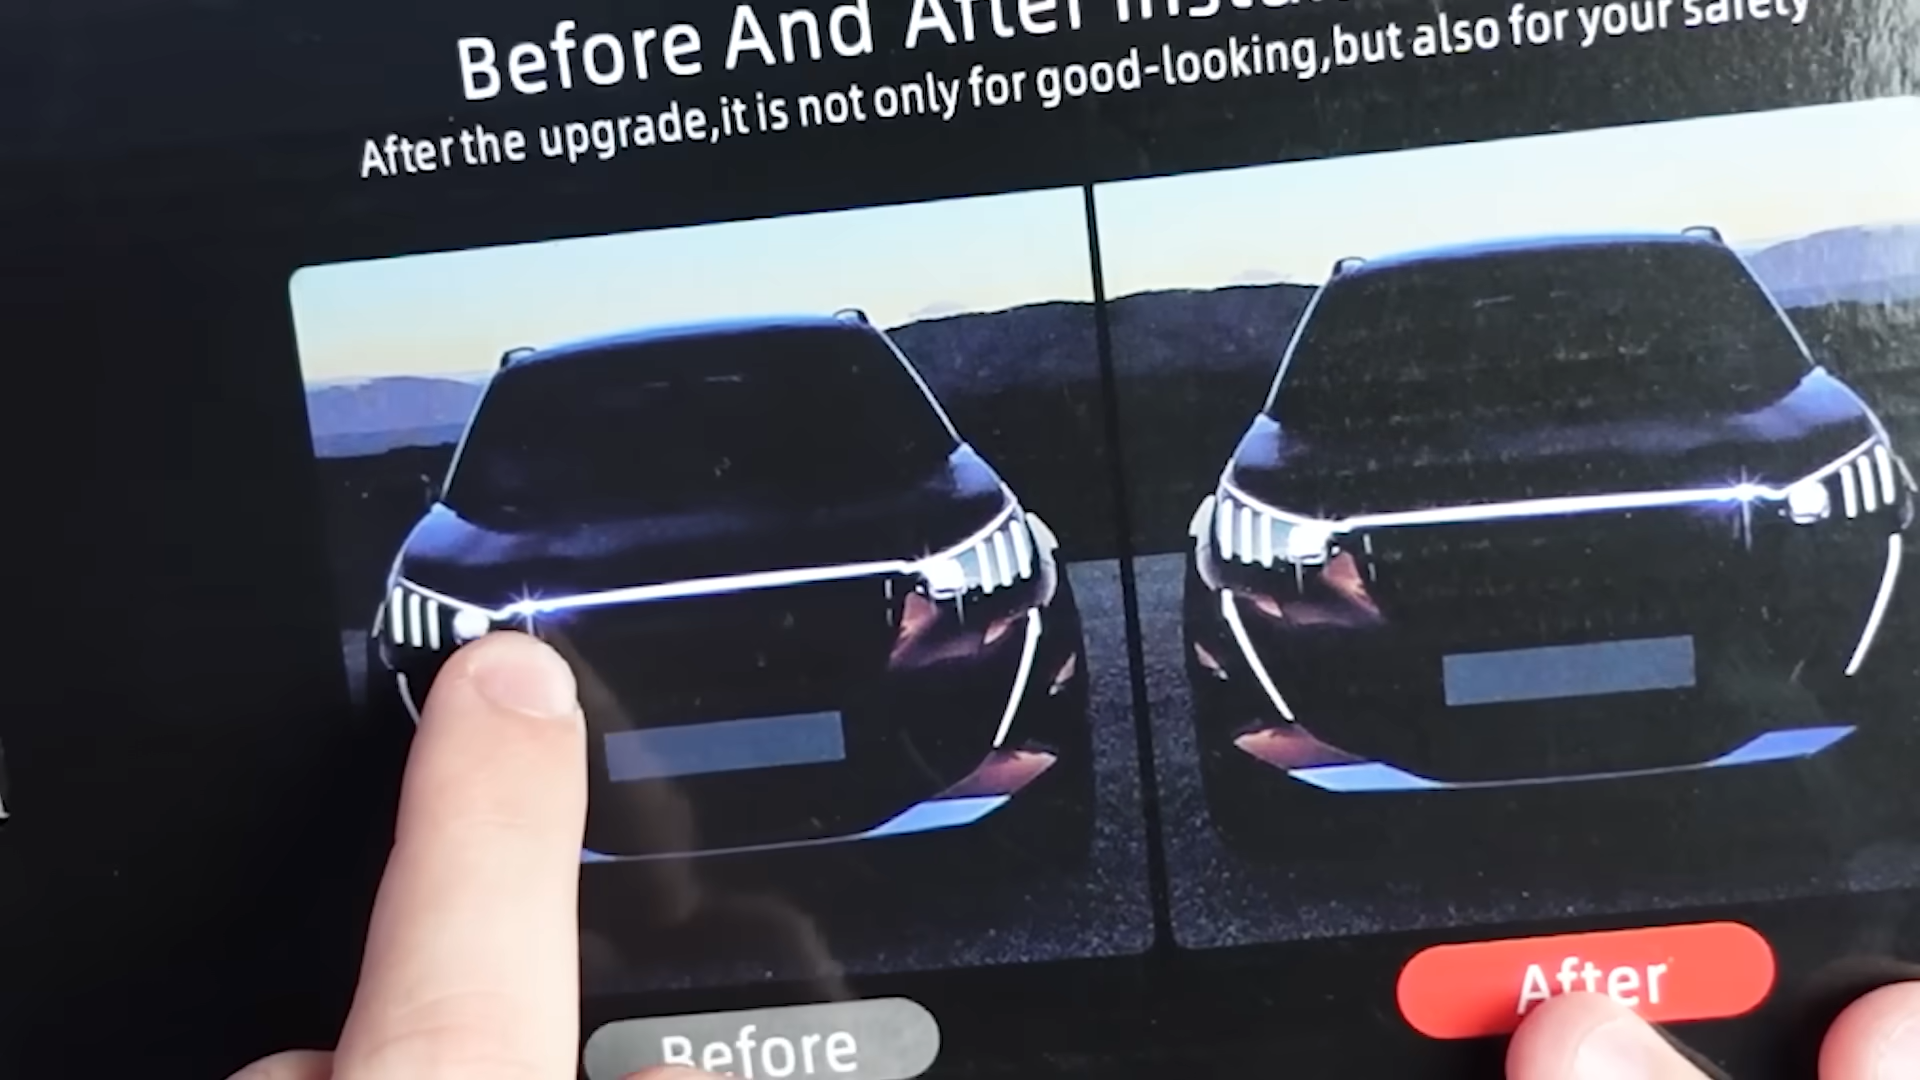 Before And After
After the upgrade,it is not only for good-looking,but also for your safety
Before
After